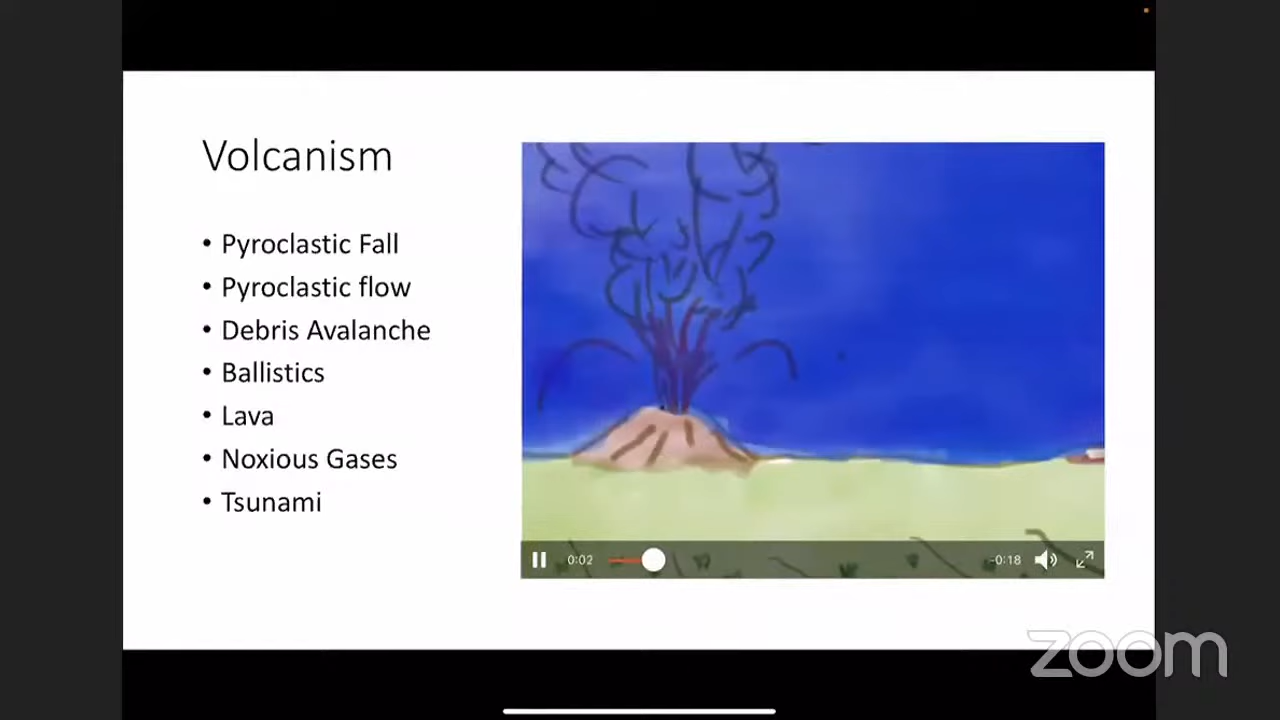 Volcanism
• Pyroclastic Fall
• Pyroclastic flow
• Debris Avalanche
• Ballistics
• Lava
• Noxious Gases
• Tsunami
0:02
-0:18
zoom